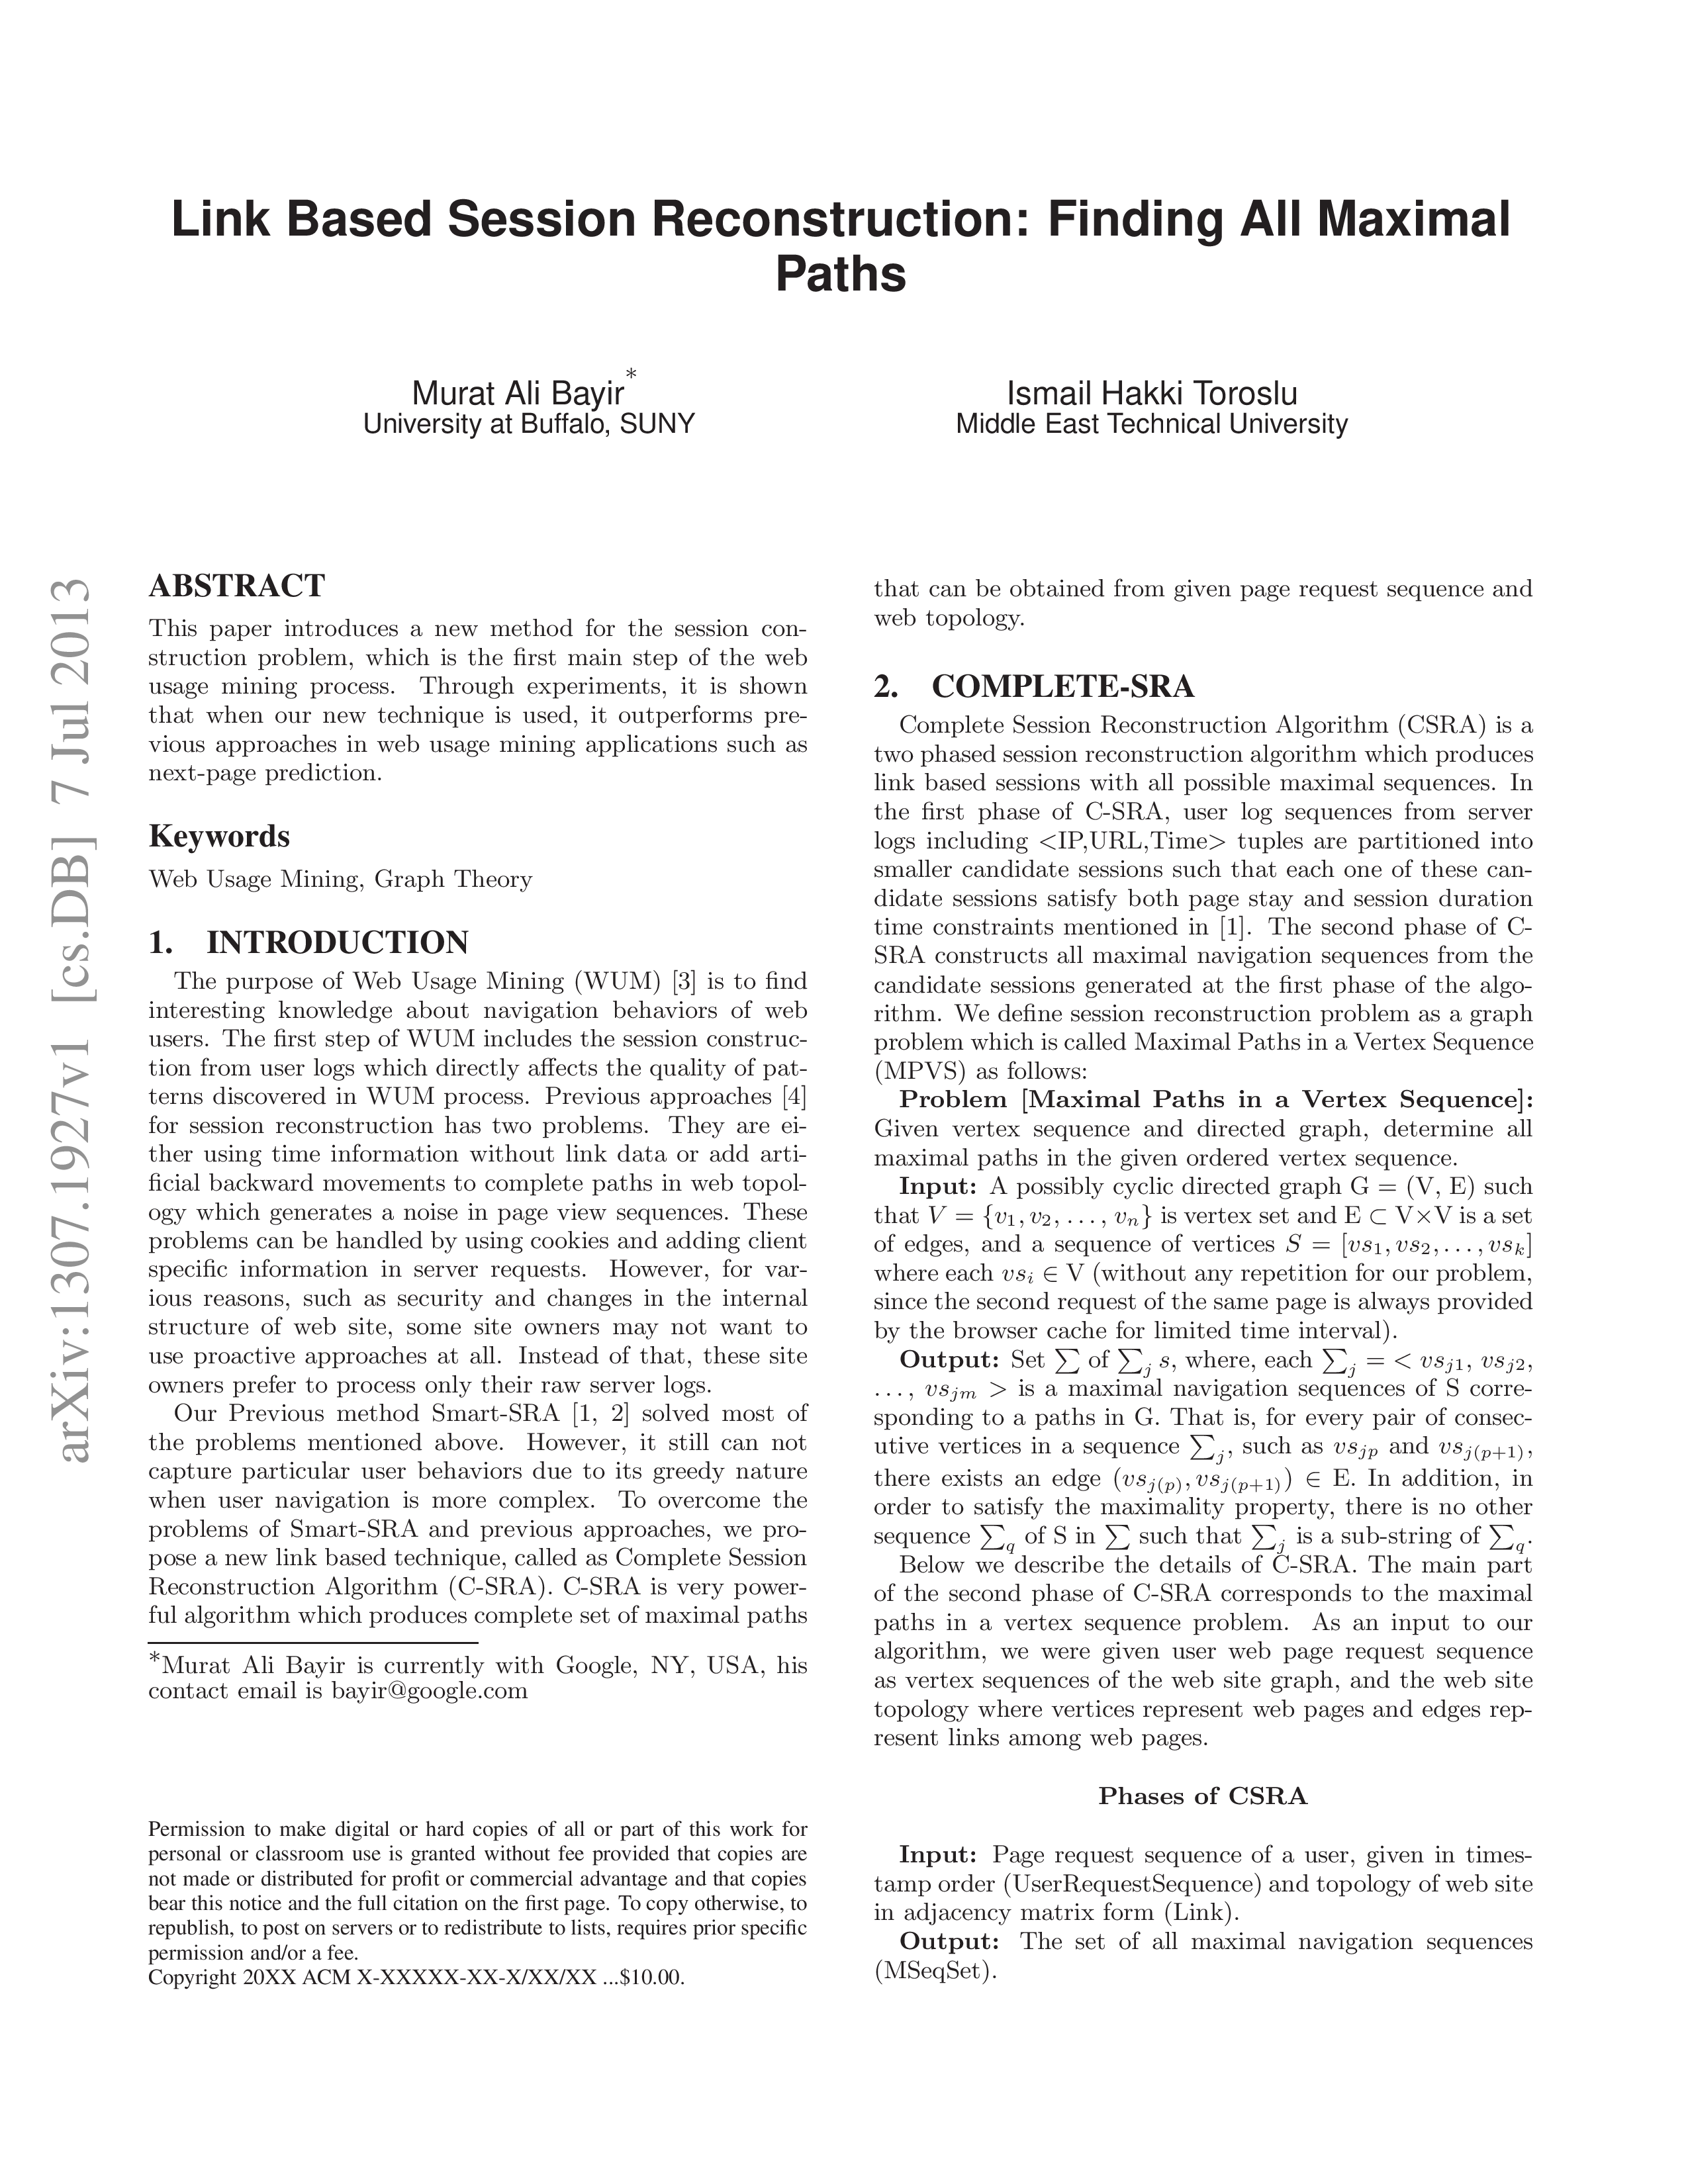 Link Based Session Reconstruction: Finding All Maximal
Paths
Murat Ali Bayir*
University at Buffalo, SUNY
Ismail Hakki Toroslu
Middle East Technical University
arXiv:1307.1927v1 [cs.DB] 7 Jul 2013
ABSTRACT
This paper introduces a new method for the session con-
struction problem, which is the first main step of the web
usage mining process. Through experiments, it is shown
that when our new technique is used, it outperforms pre-
vious approaches in web usage mining applications such as
next-page prediction.
Keywords
Web Usage Mining, Graph Theory
1. INTRODUCTION
The purpose of Web Usage Mining (WUM) [3] is to find
interesting knowledge about navigation behaviors of web
users. The first step of WUM includes the session construc-
tion from user logs which directly affects the quality of pat-
terns discovered in WUM process. Previous approaches [4]
for session reconstruction has two problems. They are ei-
ther using time information without link data or add arti-
ficial backward movements to complete paths in web topol-
ogy which generates a noise in page view sequences. These
problems can be handled by using cookies and adding client
specific information in server requests. However, for var-
ious reasons, such as security and changes in the internal
structure of web site, some site owners may not want to
use proactive approaches at all. Instead of that, these site
owners prefer to process only their raw server logs.
Our Previous method Smart-SRA [1, 2] solved most of
the problems mentioned above. However, it still can not
capture particular user behaviors due to its greedy nature
when user navigation is more complex. To overcome the
problems of Smart-SRA and previous approaches, we pro-
pose a new link based technique, called as Complete Session
Reconstruction Algorithm (C-SRA). C-SRA is very power-
ful algorithm which produces complete set of maximal paths
*Murat Ali Bayir is currently with Google, NY, USA, his
contact email is bayir@google.com
Permission to make digital or hard copies of all or part of this work for
personal or classroom use is granted without fee provided that copies are
not made or distributed for profit or commercial advantage and that copies
bear this notice and the full citation on the first page. To copy otherwise, to
republish, to post on servers or to redistribute to lists, requires prior specific
permission and/or a fee.
Copyright 20XX ACM X-XXXXX-XX-X/XX/XX ...$10.00.
that can be obtained from given page request sequence and
web topology.
2. COMPLETE-SRA
Complete Session Reconstruction Algorithm (CSRA) is a
two phased session reconstruction algorithm which produces
link based sessions with all possible maximal sequences. In
the first phase of C-SRA, user log sequences from server
logs including <IP,URL,Time> tuples are partitioned into
smaller candidate sessions such that each one of these can-
didate sessions satisfy both page stay and session duration
time constraints mentioned in [1]. The second phase of C-
SRA constructs all maximal navigation sequences from the
candidate sessions generated at the first phase of the algo-
rithm. We define session reconstruction problem as a graph
problem which is called Maximal Paths in a Vertex Sequence
(MPVS) as follows:
Problem [Maximal Paths in a Vertex Sequence]:
Given vertex sequence and directed graph, determine all
maximal paths in the given ordered vertex sequence.
Input: A possibly cyclic directed graph G = (V, E) such
that $V = \{v_1, v_2, \ldots, v_n\}$ is vertex set and E ⊂ V×V is a set
of edges, and a sequence of vertices $S = [vs_1, vs_2, \ldots, vs_k]$
where each $vs_i$ ∈ V (without any repetition for our problem,
since the second request of the same page is always provided
by the browser cache for limited time interval).
Output: Set $\sum$ of $\sum_j s$, where, each $\sum_j$ = < $vs_{j1}$, $vs_{j2}$,
…, $vs_{jm}$ > is a maximal navigation sequences of S corre-
sponding to a paths in G. That is, for every pair of consec-
utive vertices in a sequence $\sum_j$, such as $vs_{jp}$ and $vs_{j(p+1)}$,
there exists an edge $(vs_{j(p)}, vs_{j(p+1)})$ ∈ E. In addition, in
order to satisfy the maximality property, there is no other
sequence $\sum_q$ of S in $\sum$ such that $\sum_j$ is a sub-string of $\sum_q$.
Below we describe the details of C-SRA. The main part
of the second phase of C-SRA corresponds to the maximal
paths in a vertex sequence problem. As an input to our
algorithm, we were given user web page request sequence
as vertex sequences of the web site graph, and the web site
topology where vertices represent web pages and edges rep-
resent links among web pages.
Phases of CSRA
Input: Page request sequence of a user, given in times-
tamp order (UserRequestSequence) and topology of web site
in adjacency matrix form (Link).
Output: The set of all maximal navigation sequences
(MSeqSet).